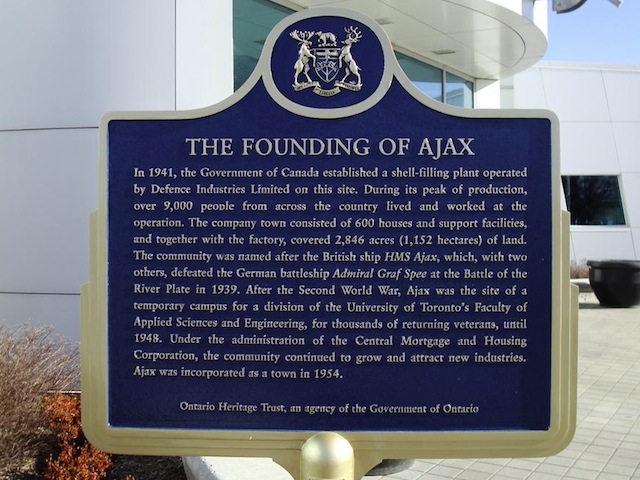 THE FOUNDING OF AJAX
In 1941, the Government of Canada established a shell-filling plant operated
by Defence Industries Limited on this site. During its peak of production,
over 9,000 people from across the country lived and worked at the
operation. The company town consisted of 600 houses and support facilities,
and together with the factory, covered 2,846 acres (1,152 hectares) of land.
The community was named after the British ship HMS Ajax, which, with two
others, defeated the German battleship Admiral Graf Spee at the Battle of the
River Plate in 1939. After the Second World War, Ajax was the site of a
temporary campus for a division of the University of Toronto's Faculty of
Applied Sciences and Engineering, for thousands of returning veterans, until
1948. Under the administration of the Central Mortgage and Housing
Corporation, the community continued to grow and attract new industries.
Ajax was incorporated as a town in 1954.
Ontario Heritage Trust, an agency of the Government of Ontario